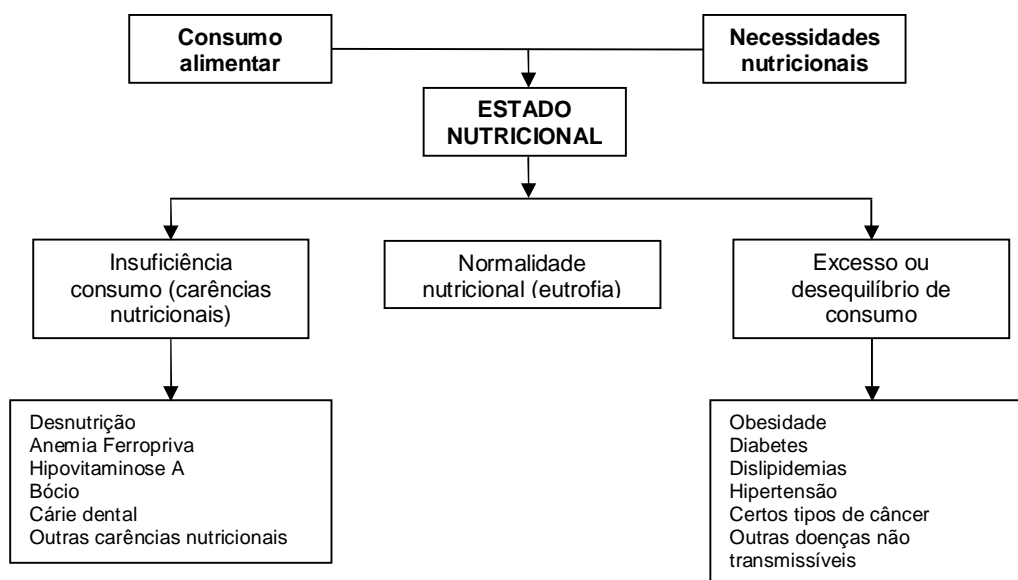 Consumo
alimentar
Necessidades
nutricionais
ESTADO
NUTRICIONAL
Insuficiência
consumo (carências
nutricionais)
Normalidade
nutricional (eutrofia)
Excesso ou
desequilíbrio de
consumo
Desnutrição
Anemia Ferropriva
Hipovitaminose A
Bócio
Cárie dental
Outras carências nutricionais
Obesidade
Diabetes
Dislipidemias
Hipertensão
Certos tipos de câncer
Outras doenças não
transmissíveis